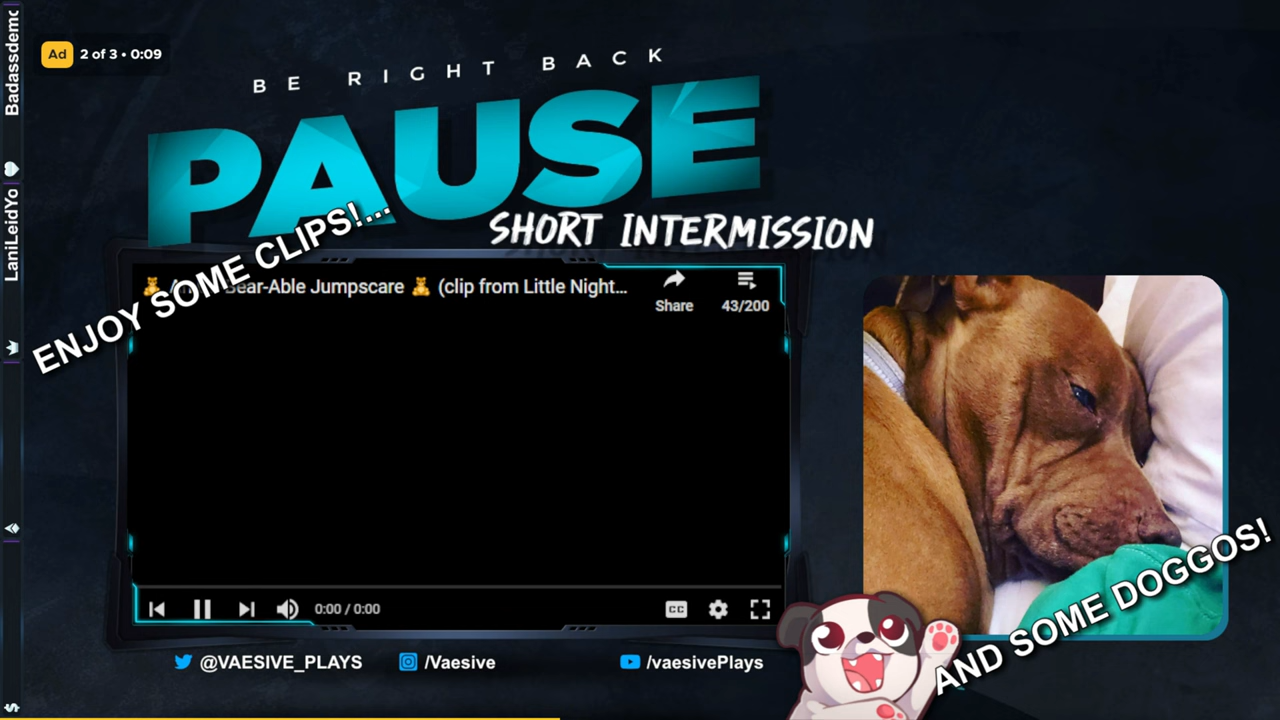 Ad 2 of 3 • 0:09
BE RIGHT BACK
PAUSE
SHORT INTERMISSION
ENJOY SOME CLIPS!...
Bear-Able Jumpscare 🧸 (clip from Little Night...
Share
43/200
0:00 / 0:00
CC
@VAESIVE_PLAYS
/Vaesive
/vaesivePlays
AND SOME DOGGOS!
LaniLeidYo